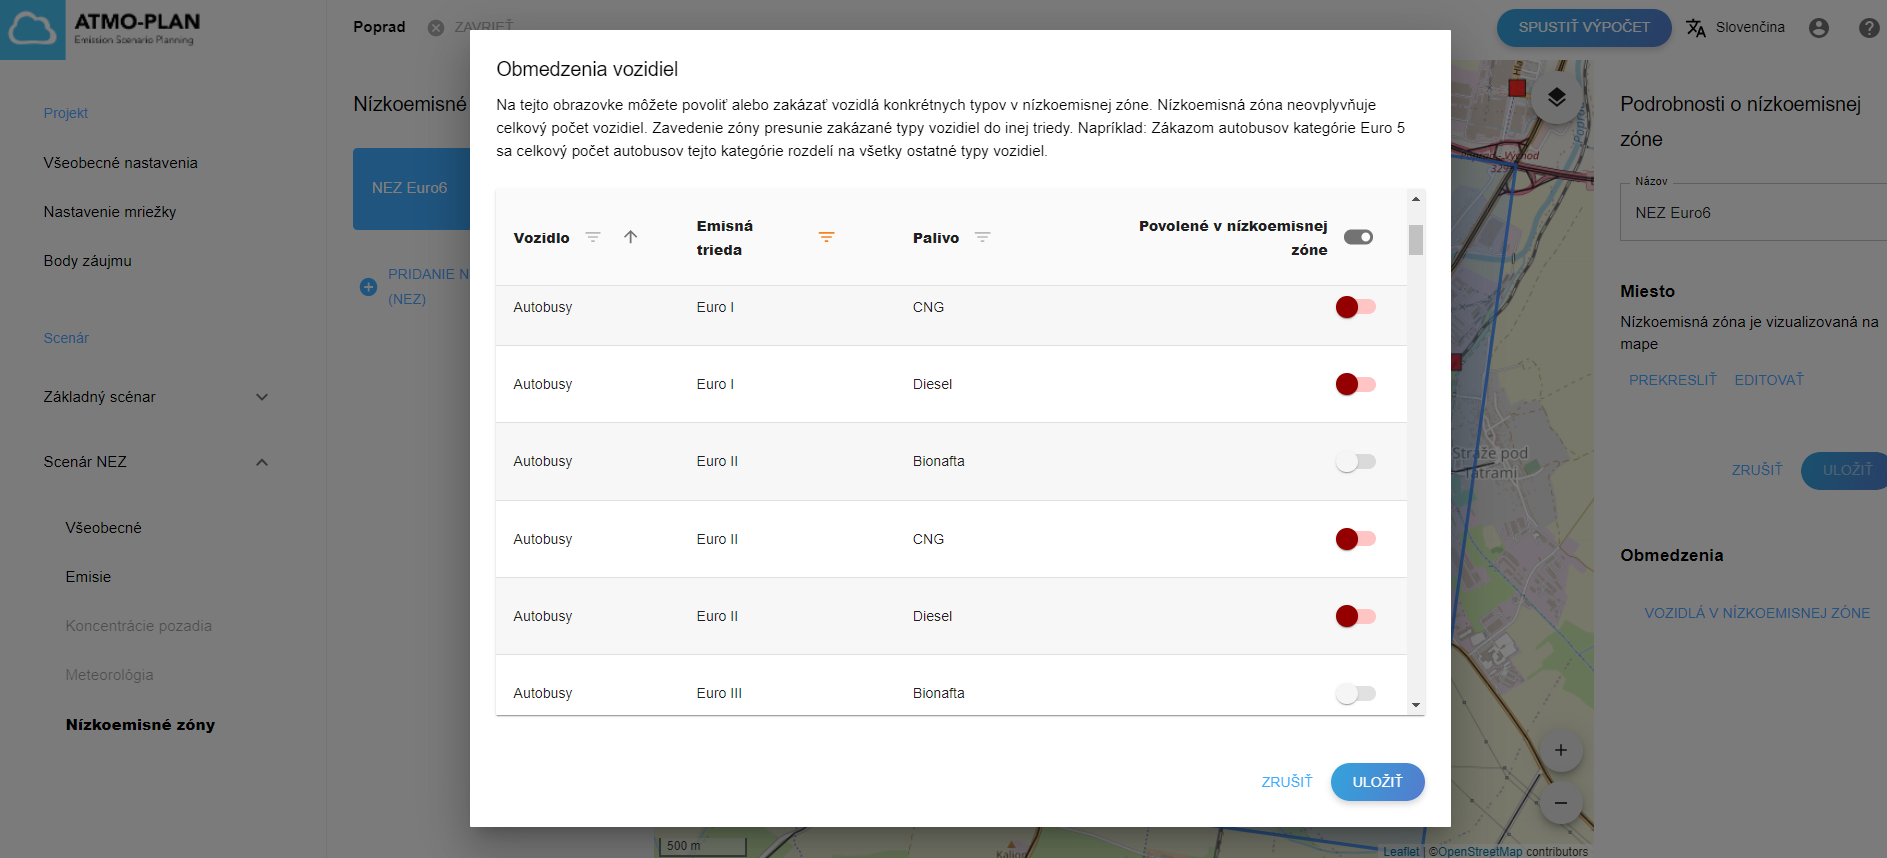 ATMO-PLAN
Emission Scenario Planning
Poprad
ZAVRIEŤ
SPUSTIŤ VÝPOČET
Slovenčina
Projekt
Všeobecné nastavenia
Nastavenie mriežky
Body záujmu
Scenár
Základný scénar
Scenár NEZ
Všeobecné
Emisie
Koncentrácie pozadia
Meteorológia
Nízkoemisné zóny
Nízkoemisné
NEZ Euro6
PRIDANIE N
(NEZ)
Obmedzenia vozidiel
Na tejto obrazovke môžete povoliť alebo zakázať vozidlá konkrétnych typov v nízkoemisnej zóne. Nízkoemisná zóna neovplyvňuje
celkový počet vozidiel. Zavedenie zóny presunie zakázané typy vozidiel do inej triedy. Napríklad: Zákazom autobusov kategórie Euro 5
sa celkový počet autobusov tejto kategórie rozdelí na všetky ostatné typy vozidiel.
Vozidlo Emisná trieda Palivo Povolené v nízkoemisnej zóne
Autobusy Euro I CNG
Autobusy Euro I Diesel
Autobusy Euro II Bionafta
Autobusy Euro II CNG
Autobusy Euro II Diesel
Autobusy Euro III Bionafta
ZRUŠIŤ
ULOŽIŤ
Stráže pod
Tatrami
500 m
Leaflet | ©OpenStreetMap contributors
Podrobnosti o nízkoemisnej
zóne
Názov
NEZ Euro6
Miesto
Nízkoemisná zóna je vizualizovaná na
mape
PREKRESLIŤ
EDITOVAŤ
ZRUŠIŤ
ULOŽIŤ
Obmedzenia
VOZIDLÁ V NÍZKOEMISNEJ ZÓNE